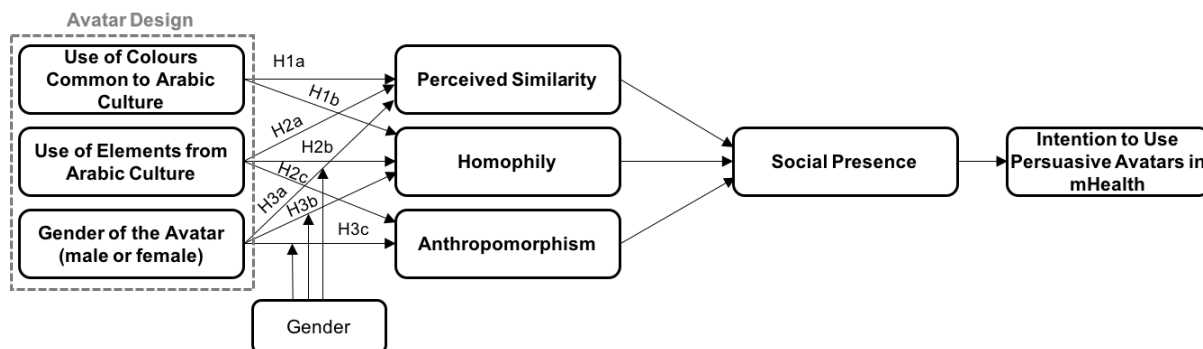 Avatar Design
Use of Colours
Common to Arabic
Culture
H1a
H1b
Perceived Similarity
H2a
Use of Elements from
Arabic Culture
H2b
H2c
Homophily
Social Presence
Intention to Use
Persuasive Avatars in
mHealth
H3a
H3b
Gender of the Avatar
(male or female)
H3c
Anthropomorphism
Gender